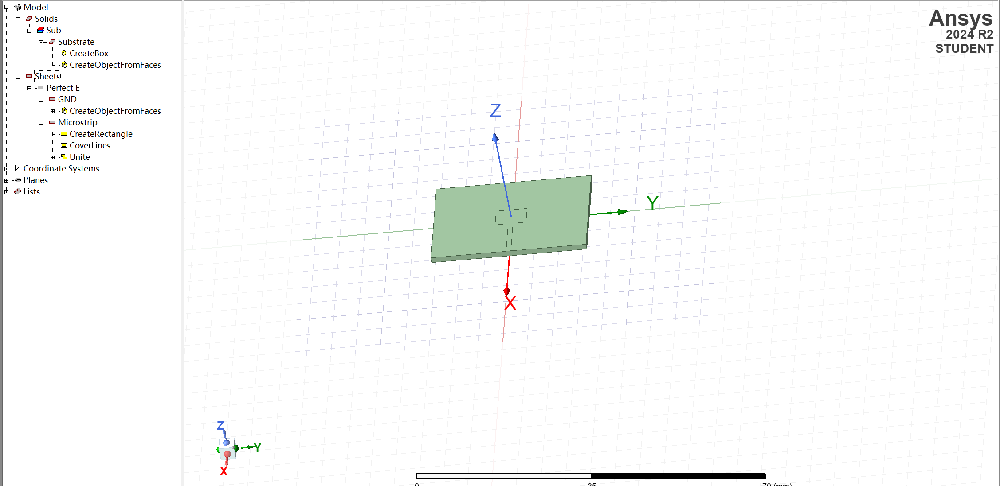 Model
Solids
Sub
Substrate
CreateBox
CreateObjectFromFaces
Sheets
Perfect E
GND
CreateObjectFromFaces
Microstrip
CreateRectangle
CoverLines
Unite
Coordinate Systems
Planes
Lists
Ansys
2024 R2
STUDENT
Z
Y
X
Z
Y
X
0 35 70 (mm)